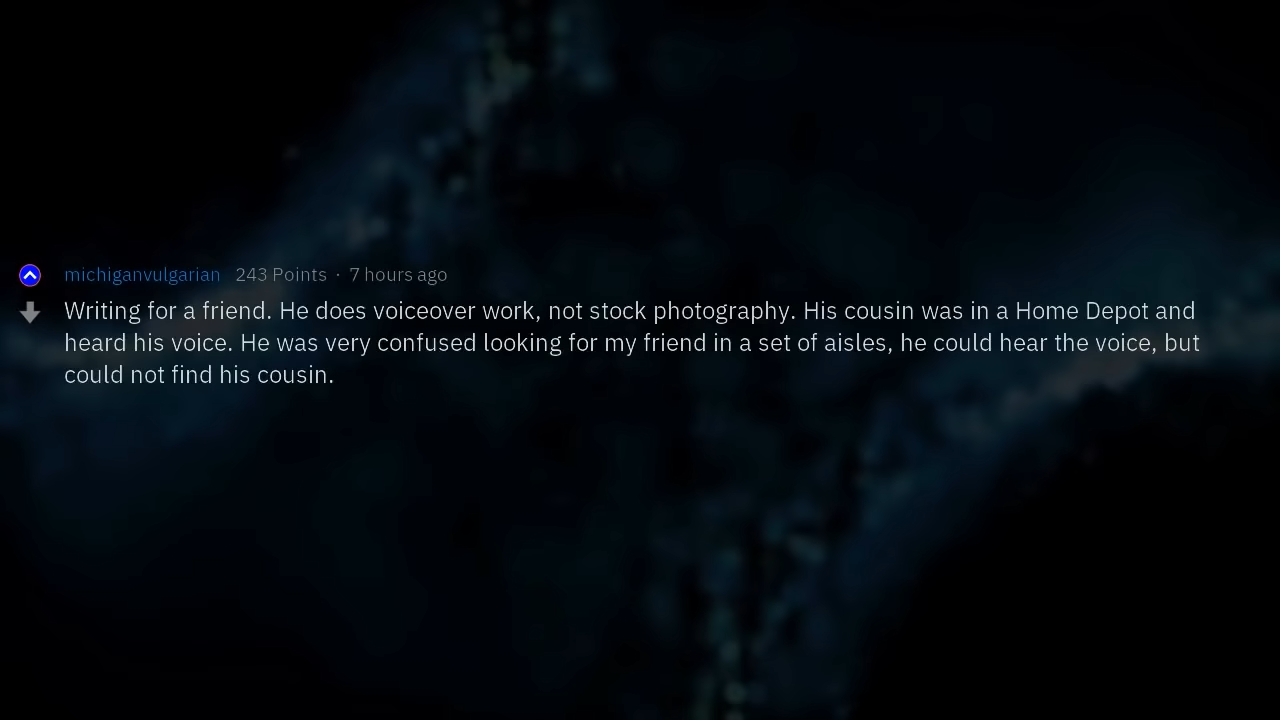 michiganvulgarian 243 Points · 7 hours ago
Writing for a friend. He does voiceover work, not stock photography. His cousin was in a Home Depot and
heard his voice. He was very confused looking for my friend in a set of aisles, he could hear the voice, but
could not find his cousin.